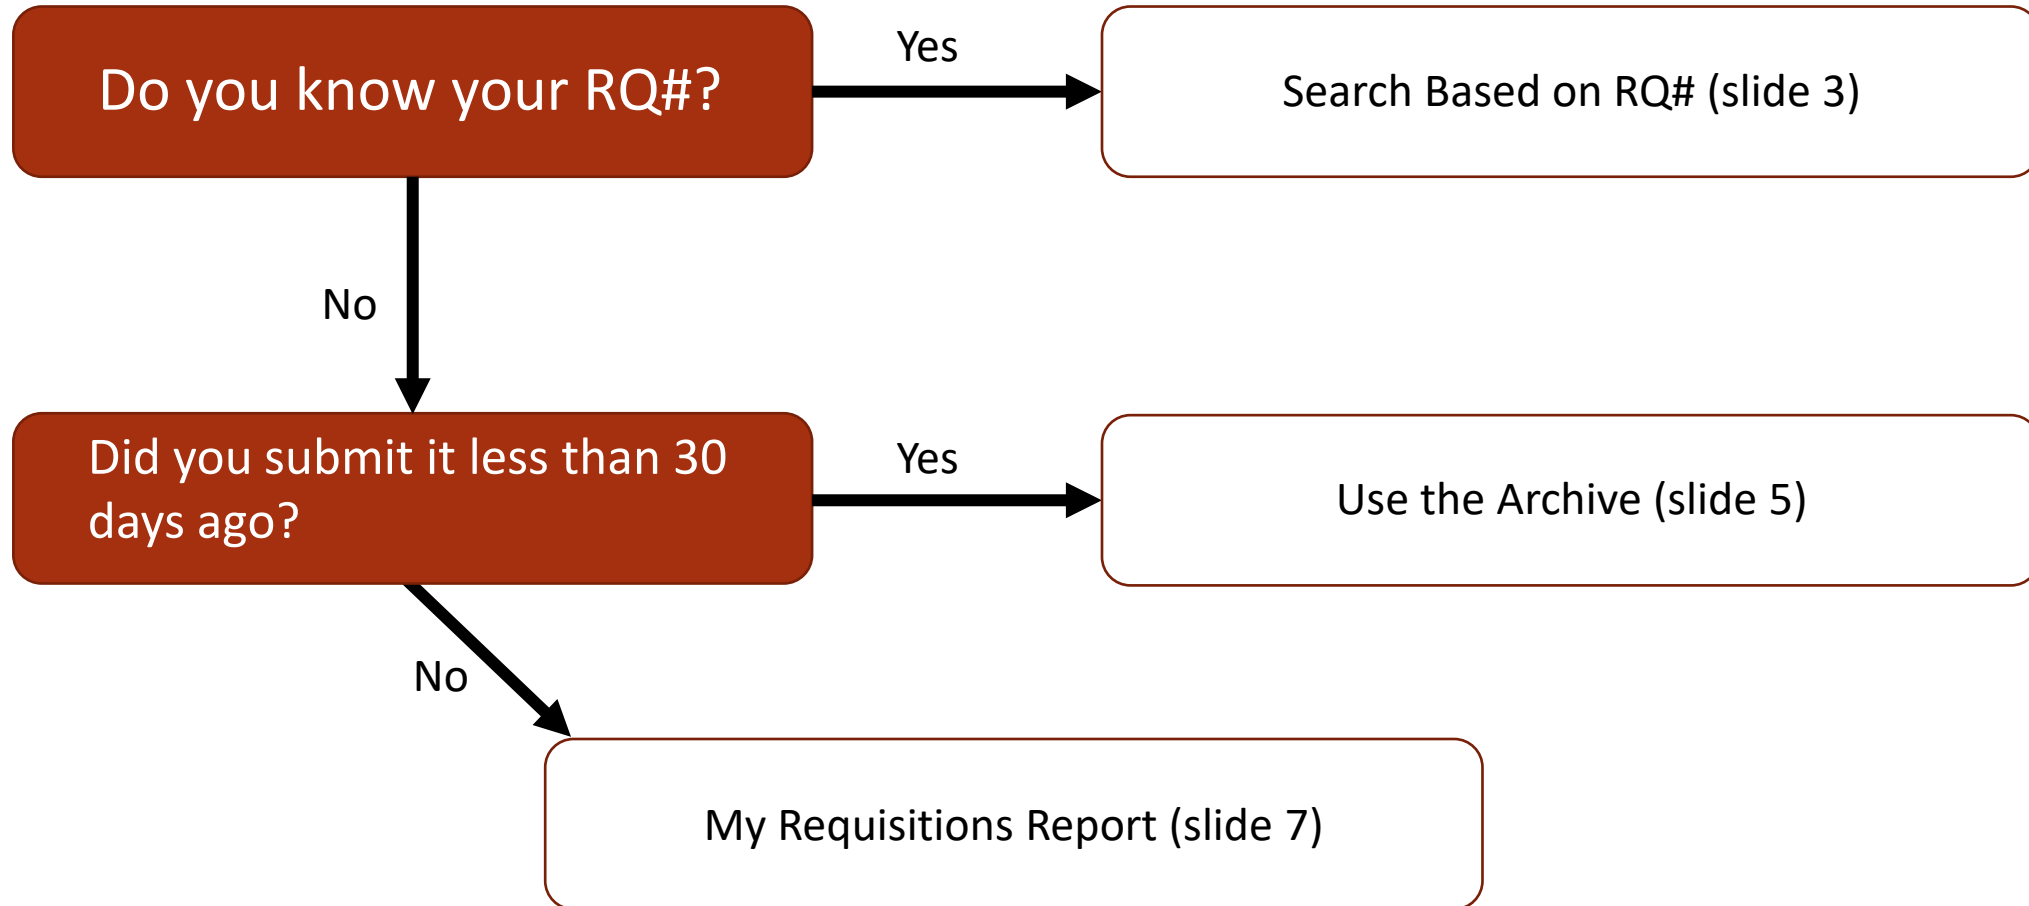 Do you know your RQ#?
Yes
Search Based on RQ# (slide 3)
No
Did you submit it less than 30
days ago?
Yes
Use the Archive (slide 5)
No
My Requisitions Report (slide 7)